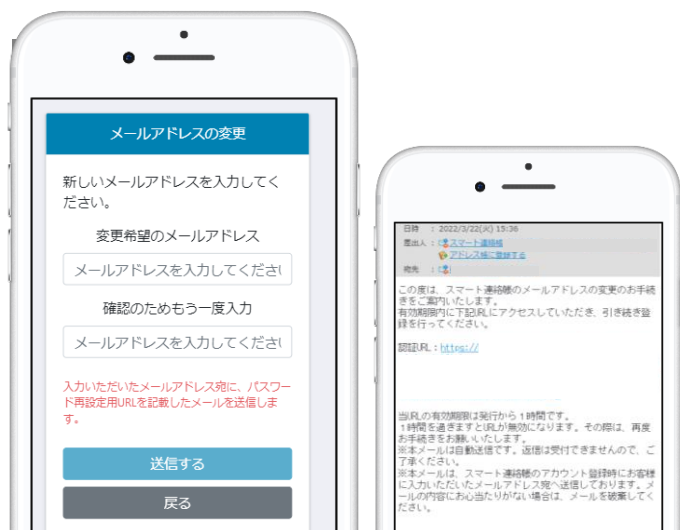 メールアドレスの変更
新しいメールアドレスを入力してく
ださい。
変更希望のメールアドレス
メールアドレスを入力してくださ
確認のためもう一度入力
メールアドレスを入力してくださ
入力いただいたメールアドレス宛に、パスワー
ド再設定用URLを記載したメールを送信しま
す。
送信する
戻る
日時 : 2022/3/22(火) 15:36
差出人 : スマート連絡帳
アドレス帳に登録する
宛先 :
この度は、スマート連絡帳のメールアドレスの変更のお手続
きをご案内いたします。
有効期限内に下記URLにアクセスしていただき、引き続き登
録を行ってください。
認証URL : https://
当URLの有効期限は発行から1時間です。
1時間を過ぎますとURLが無効になります。その際は、再度
お手続きをお願いいたします。
※本メールは自動送信です。返信は受付できませんので、ご
了承ください。
※本メールは、スマート連絡帳のアカウント登録時にお客様
に入力いただいたメールアドレス宛へ送信しております。メ
ールの内容にお心当たりがない場合は、メールを破棄してく
ださい。